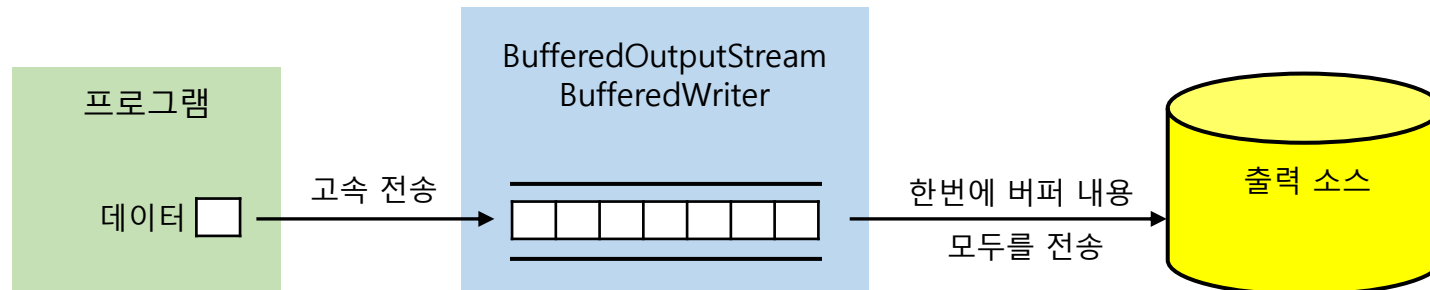 프로그램
데이터
고속 전송
BufferedOutputStream
BufferedWriter
한번에 버퍼 내용
모두를 전송
출력 소스